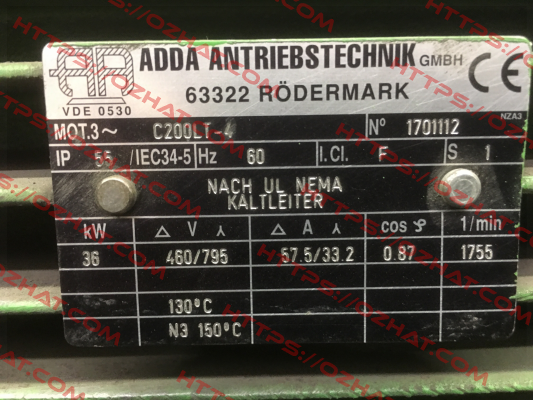 ADDA ANTRIEBSTECHNIK GMBH
63322 RÖDERMARK
CE
VDE 0530
NZA3
MOT.3~ C200LT-4 Nº 1701112
IP 55 /IEC34-5 Hz 60 I.Cl. F S 1
NACH UL NEMA
KALTLEITER
kW △ V ⅄ △ A ⅄ cos φ 1/min
36 460/795 57.5/33.2 0.87 1755
130°C
N3 150°C
HTTPS://OZHAT.COM